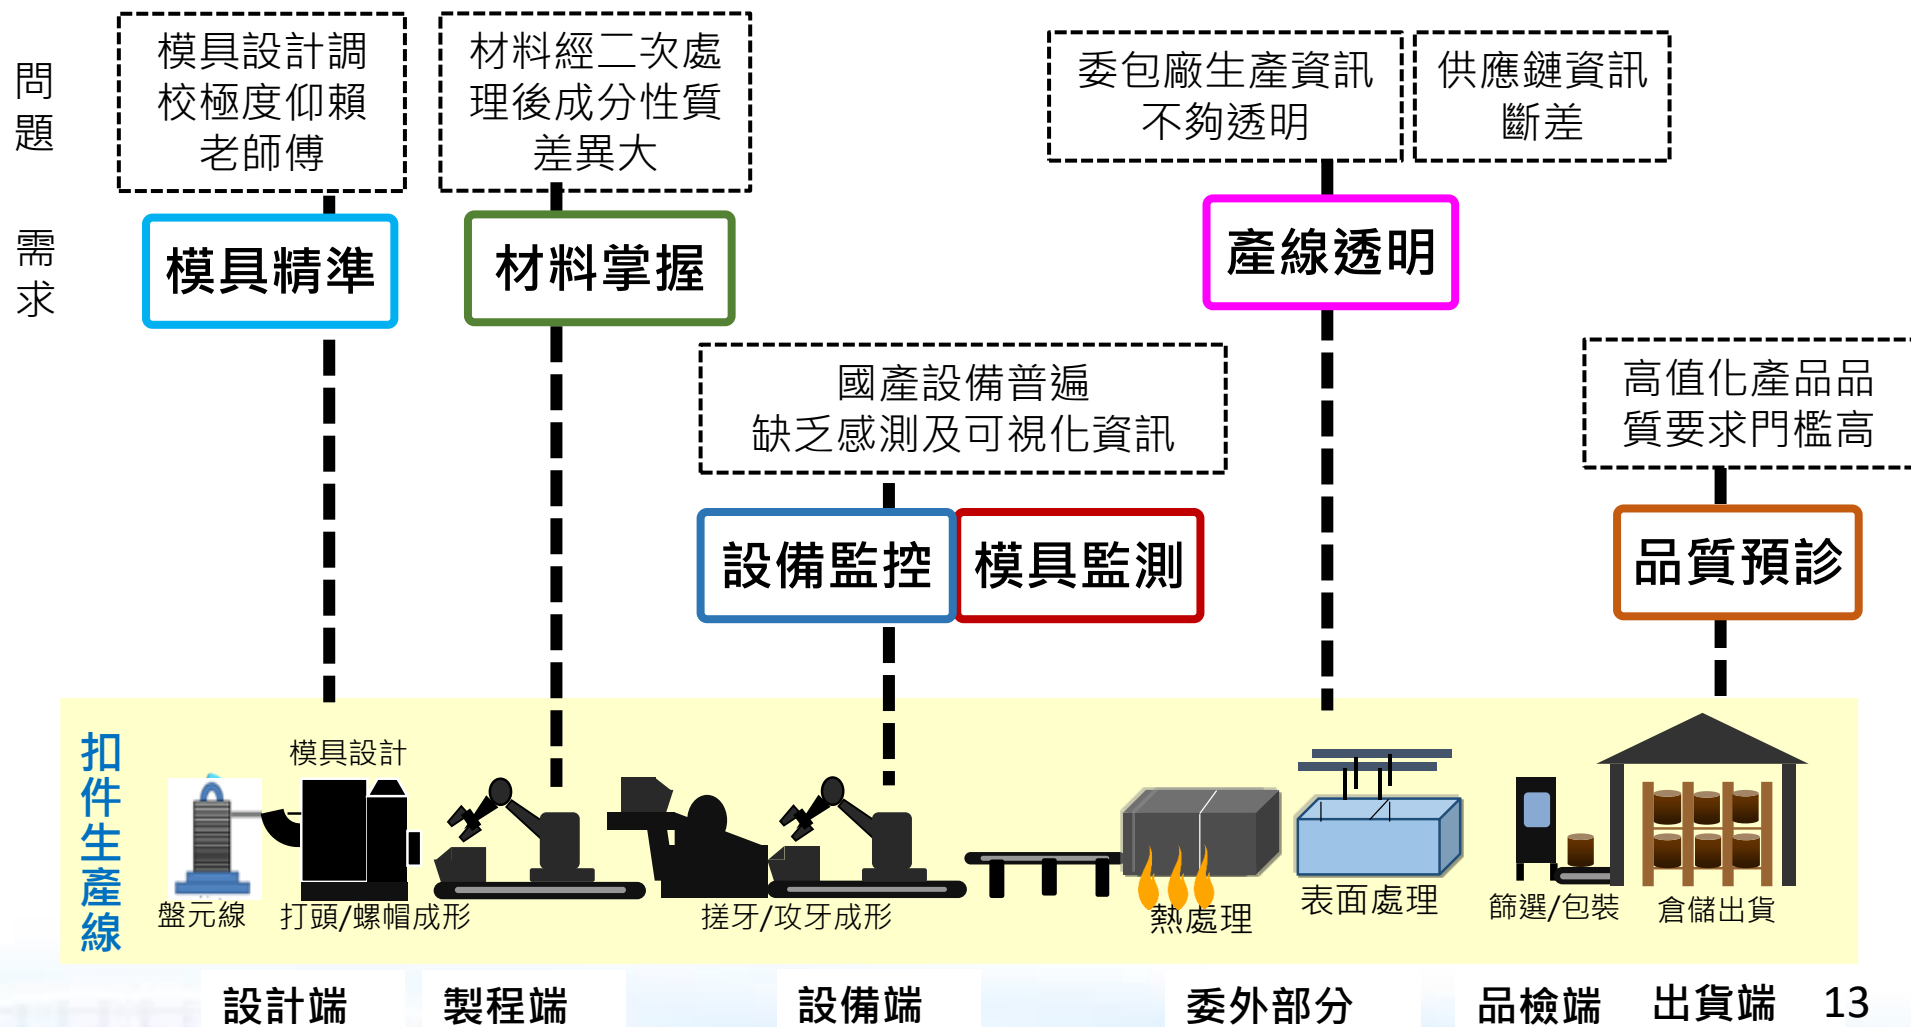 問
題
模具設計調
校極度仰賴
老師傅
材料經二次處
理後成分性質
差異大
委包廠生產資訊
不夠透明
供應鏈資訊
斷差
需
求
模具精準
材料掌握
產線透明
國產設備普遍
缺乏感測及可視化資訊
高值化產品品
質要求門檻高
設備監控
模具監測
品質預診
扣件生產線
模具設計
盤元線
打頭/螺帽成形
搓牙/攻牙成形
熱處理
表面處理
篩選/包裝
倉儲出貨
設計端
製程端
設備端
委外部分
品檢端
出貨端
13